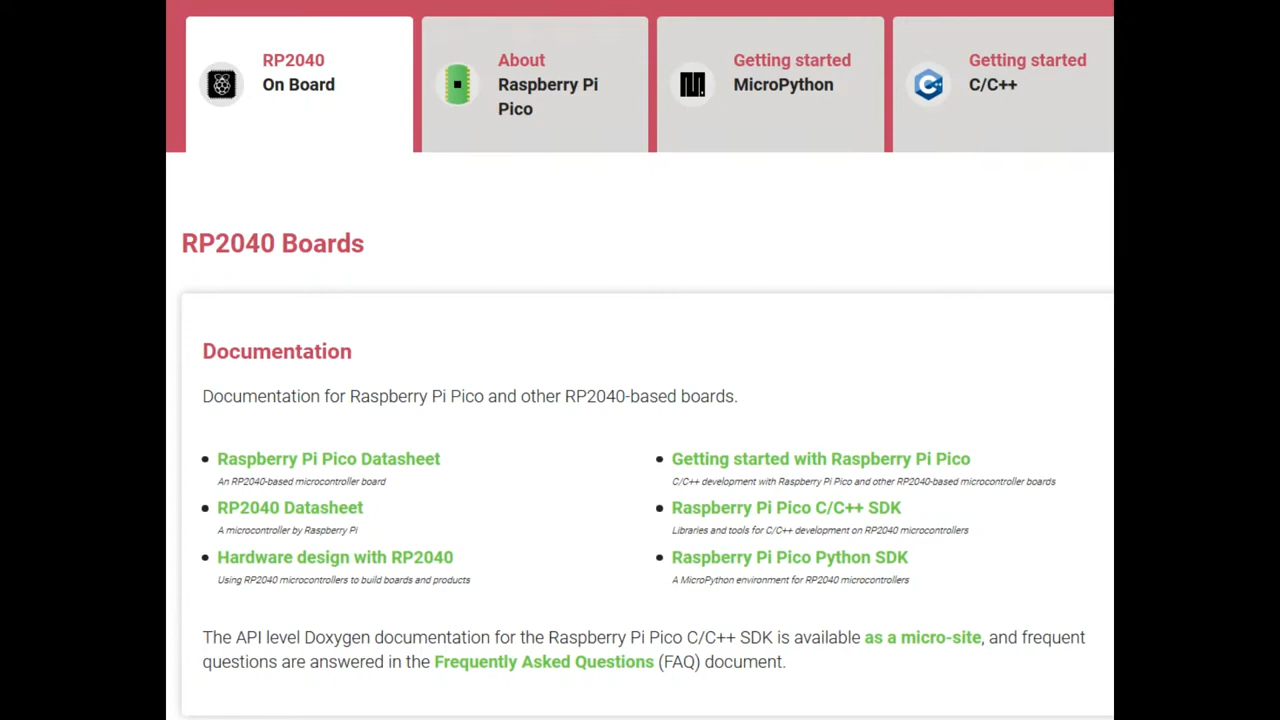 RP2040
On Board
About
Raspberry Pi
Pico
Getting started
MicroPython
Getting started
C/C++
RP2040 Boards
Documentation
Documentation for Raspberry Pi Pico and other RP2040-based boards.
Raspberry Pi Pico Datasheet
An RP2040-based microcontroller board
RP2040 Datasheet
A microcontroller by Raspberry Pi
Hardware design with RP2040
Using RP2040 microcontrollers to build boards and products
Getting started with Raspberry Pi Pico
C/C++ development with Raspberry Pi Pico and other RP2040-based microcontroller boards
Raspberry Pi Pico C/C++ SDK
Libraries and tools for C/C++ development on RP2040 microcontrollers
Raspberry Pi Pico Python SDK
A MicroPython environment for RP2040 microcontrollers
The API level Doxygen documentation for the Raspberry Pi Pico C/C++ SDK is available as a micro-site, and frequent
questions are answered in the Frequently Asked Questions (FAQ) document.